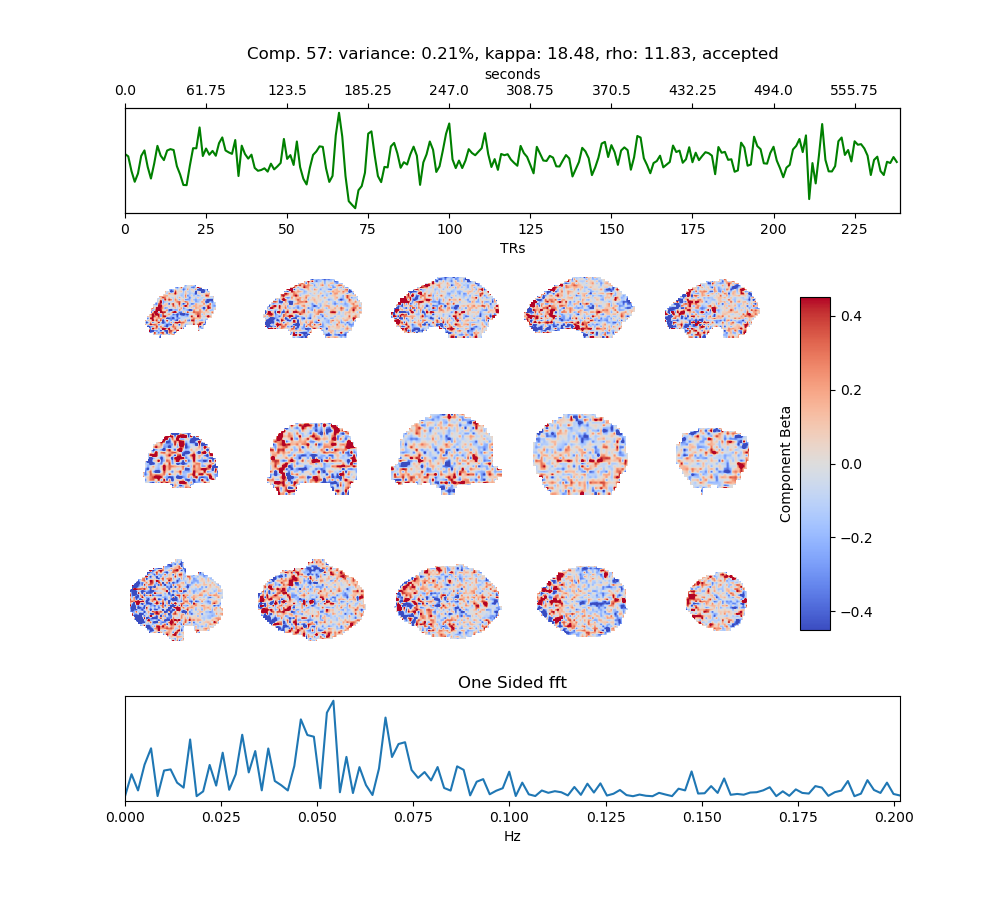 Comp. 57: variance: 0.21%, kappa: 18.48, rho: 11.83, accepted
seconds
0.0 61.75 123.5 185.25 247.0 308.75 370.5 432.25 494.0 555.75
0 25 50 75 100 125 150 175 200 225
TRs
0.4
0.2
0.0
−0.2
−0.4
Component Beta
One Sided fft
0.000 0.025 0.050 0.075 0.100 0.125 0.150 0.175 0.200
Hz